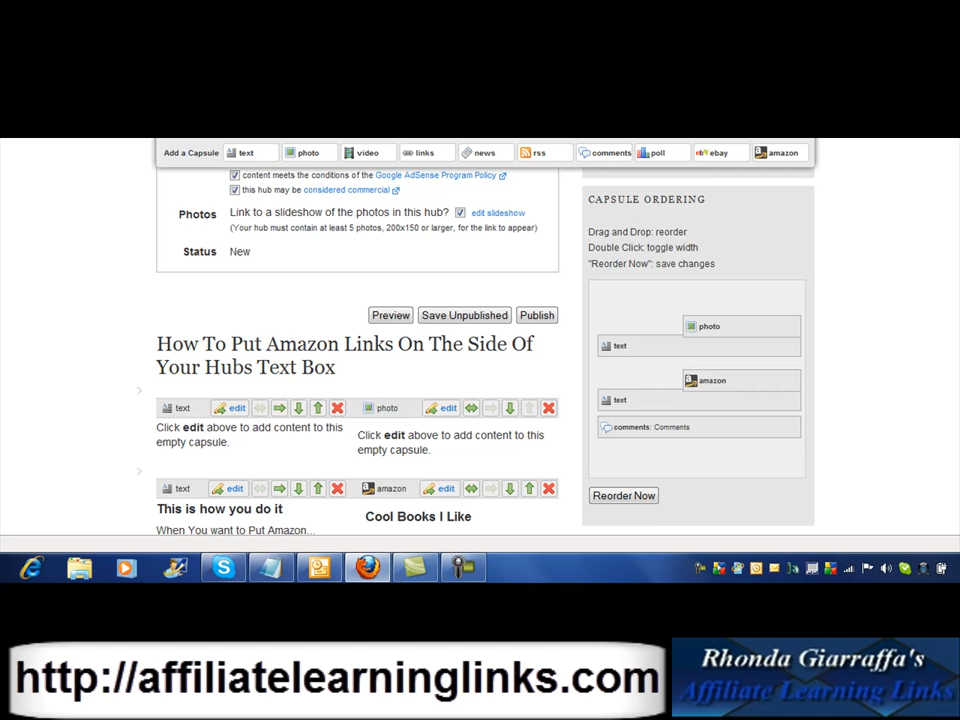 Add a Capsule text photo video links news rss comments poll ebY ebay amazon
content meets the conditions of the Google AdSense Program Policy
this hub may be considered commercial
Photos Link to a slideshow of the photos in this hub? edit slideshow
(Your hub must contain at least 5 photos, 200x150 or larger, for the link to appear)
Status New
Preview Save Unpublished Publish
How To Put Amazon Links On The Side Of
Your Hubs Text Box
text edit photo edit
Click edit above to add content to this
empty capsule.
Click edit above to add content to this
empty capsule.
text edit a amazon edit
This is how you do it
When You want to Put Amazon...
Cool Books I Like
CAPSULE ORDERING
Drag and Drop: reorder
Double Click: toggle width
"Reorder Now": save changes
photo
text
a amazon
text
comments: Comments
Reorder Now
http://affiliatelearninglinks.com
Rhonda Giarraffa's
Affiliate Learning Links